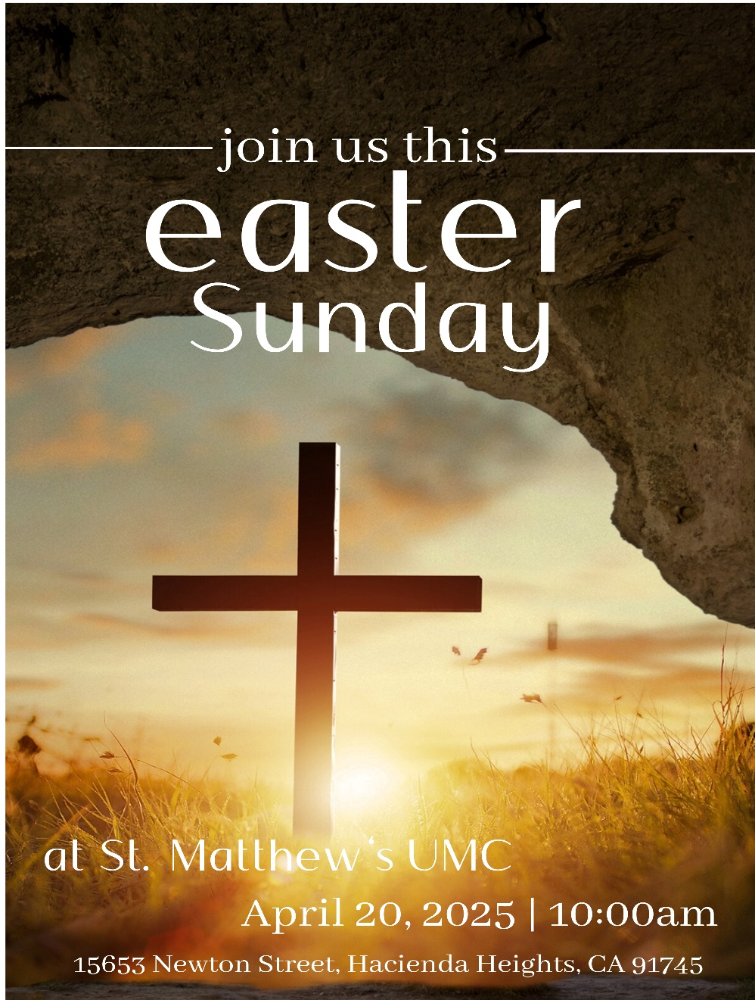 join us this
easter
Sunday
at St. Matthew‘s UMC
April 20, 2025 | 10:00am
15653 Newton Street, Hacienda Heights, CA 91745